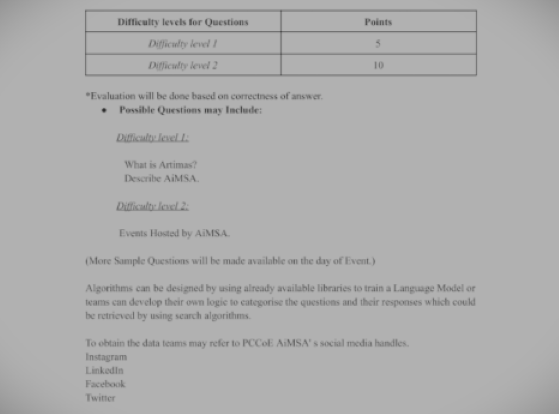 Difficulty levels for Questions Points
Difficulty level 1 5
Difficulty level 2 10
*Evaluation will be done based on correctness of answer.
• Possible Questions may Include:
Difficulty level 1:
What is Artimas?
Describe AiMSA.
Difficulty level 2:
Events Hosted by AiMSA.
(More Sample Questions will be made available on the day of Event.)
Algorithms can be designed by using already available libraries to train a Language Model or
teams can develop their own logic to categorise the questions and their responses which could
be retrieved by using search algorithms.
To obtain the data teams may refer to PCCoE AiMSA' s social media handles.
Instagram
LinkedIn
Facebook
Twitter